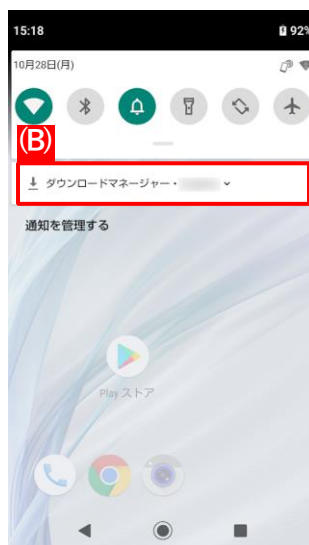 15:18 92%
10月28日(月)
(B)
ダウンロードマネージャー・
通知を管理する
Play ストア